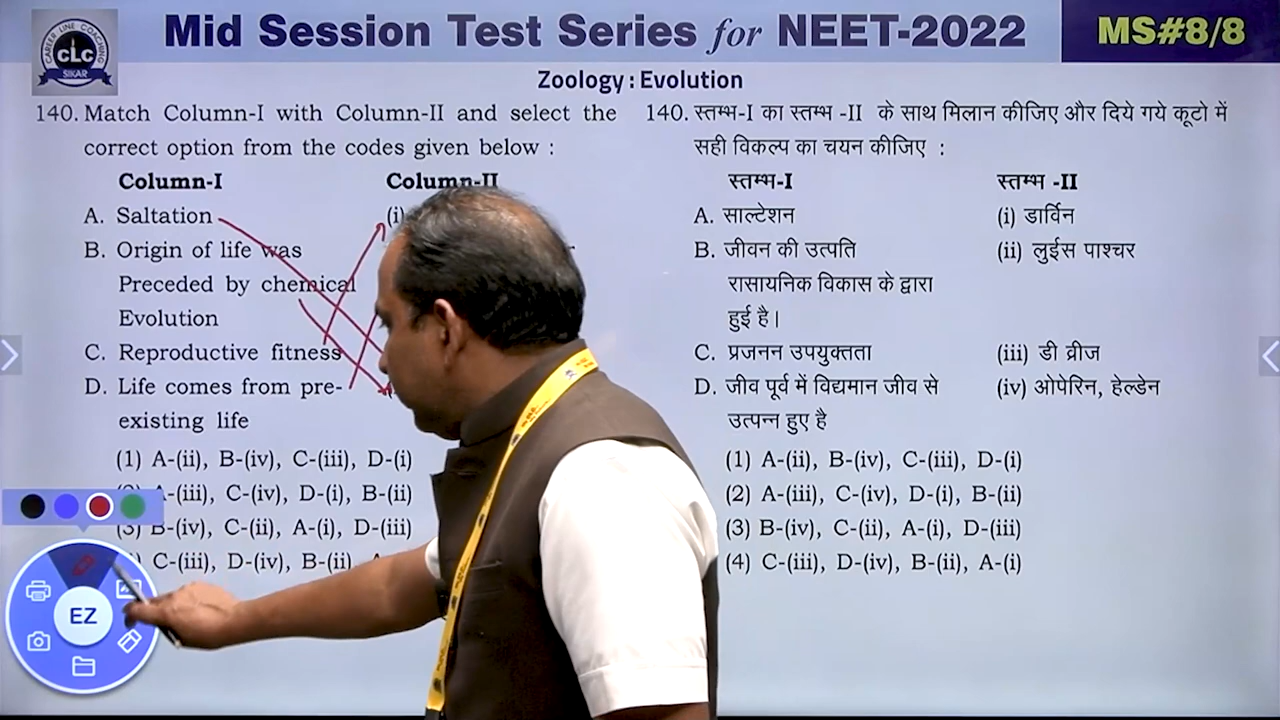 Mid Session Test Series for NEET-2022
MS#8/8
CAREER LINE COACHING
CLC
SIKAR
Zoology : Evolution
140. Match Column-I with Column-II and select the
correct option from the codes given below :
Column-I Column-II
A. Saltation (i)
B. Origin of life was
Preceded by chemical
Evolution
C. Reproductive fitness
D. Life comes from pre-
existing life
(1) A-(ii), B-(iv), C-(iii), D-(i)
A-(iii), C-(iv), D-(i), B-(ii)
(3) B-(iv), C-(ii), A-(i), D-(iii)
C-(iii), D-(iv), B-(ii),
140. स्तम्भ-I का स्तम्भ -II के साथ मिलान कीजिए और दिये गये कूटो में
सही विकल्प का चयन कीजिए :
स्तम्भ-I स्तम्भ -II
A. साल्टेशन (i) डार्विन
B. जीवन की उत्पति (ii) लुईस पाश्चर
रासायनिक विकास के द्वारा
हुई है।
C. प्रजनन उपयुक्तता (iii) डी व्रीज
D. जीव पूर्व में विद्यमान जीव से (iv) ओपेरिन, हेल्डेन
उत्पन्न हुए है
(1) A-(ii), B-(iv), C-(iii), D-(i)
(2) A-(iii), C-(iv), D-(i), B-(ii)
(3) B-(iv), C-(ii), A-(i), D-(iii)
(4) C-(iii), D-(iv), B-(ii), A-(i)
EZ